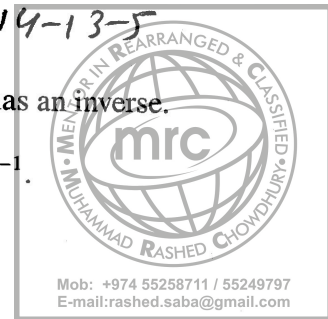 4-13-5
as an inverse.
-1.
MENTOR IN REARRANGED & CLASSIFIED
mrc
MUHAMMAD RASHED CHOWDHURY
Mob: +974 55258711 / 55249797
E-mail:rashed.saba@gmail.com